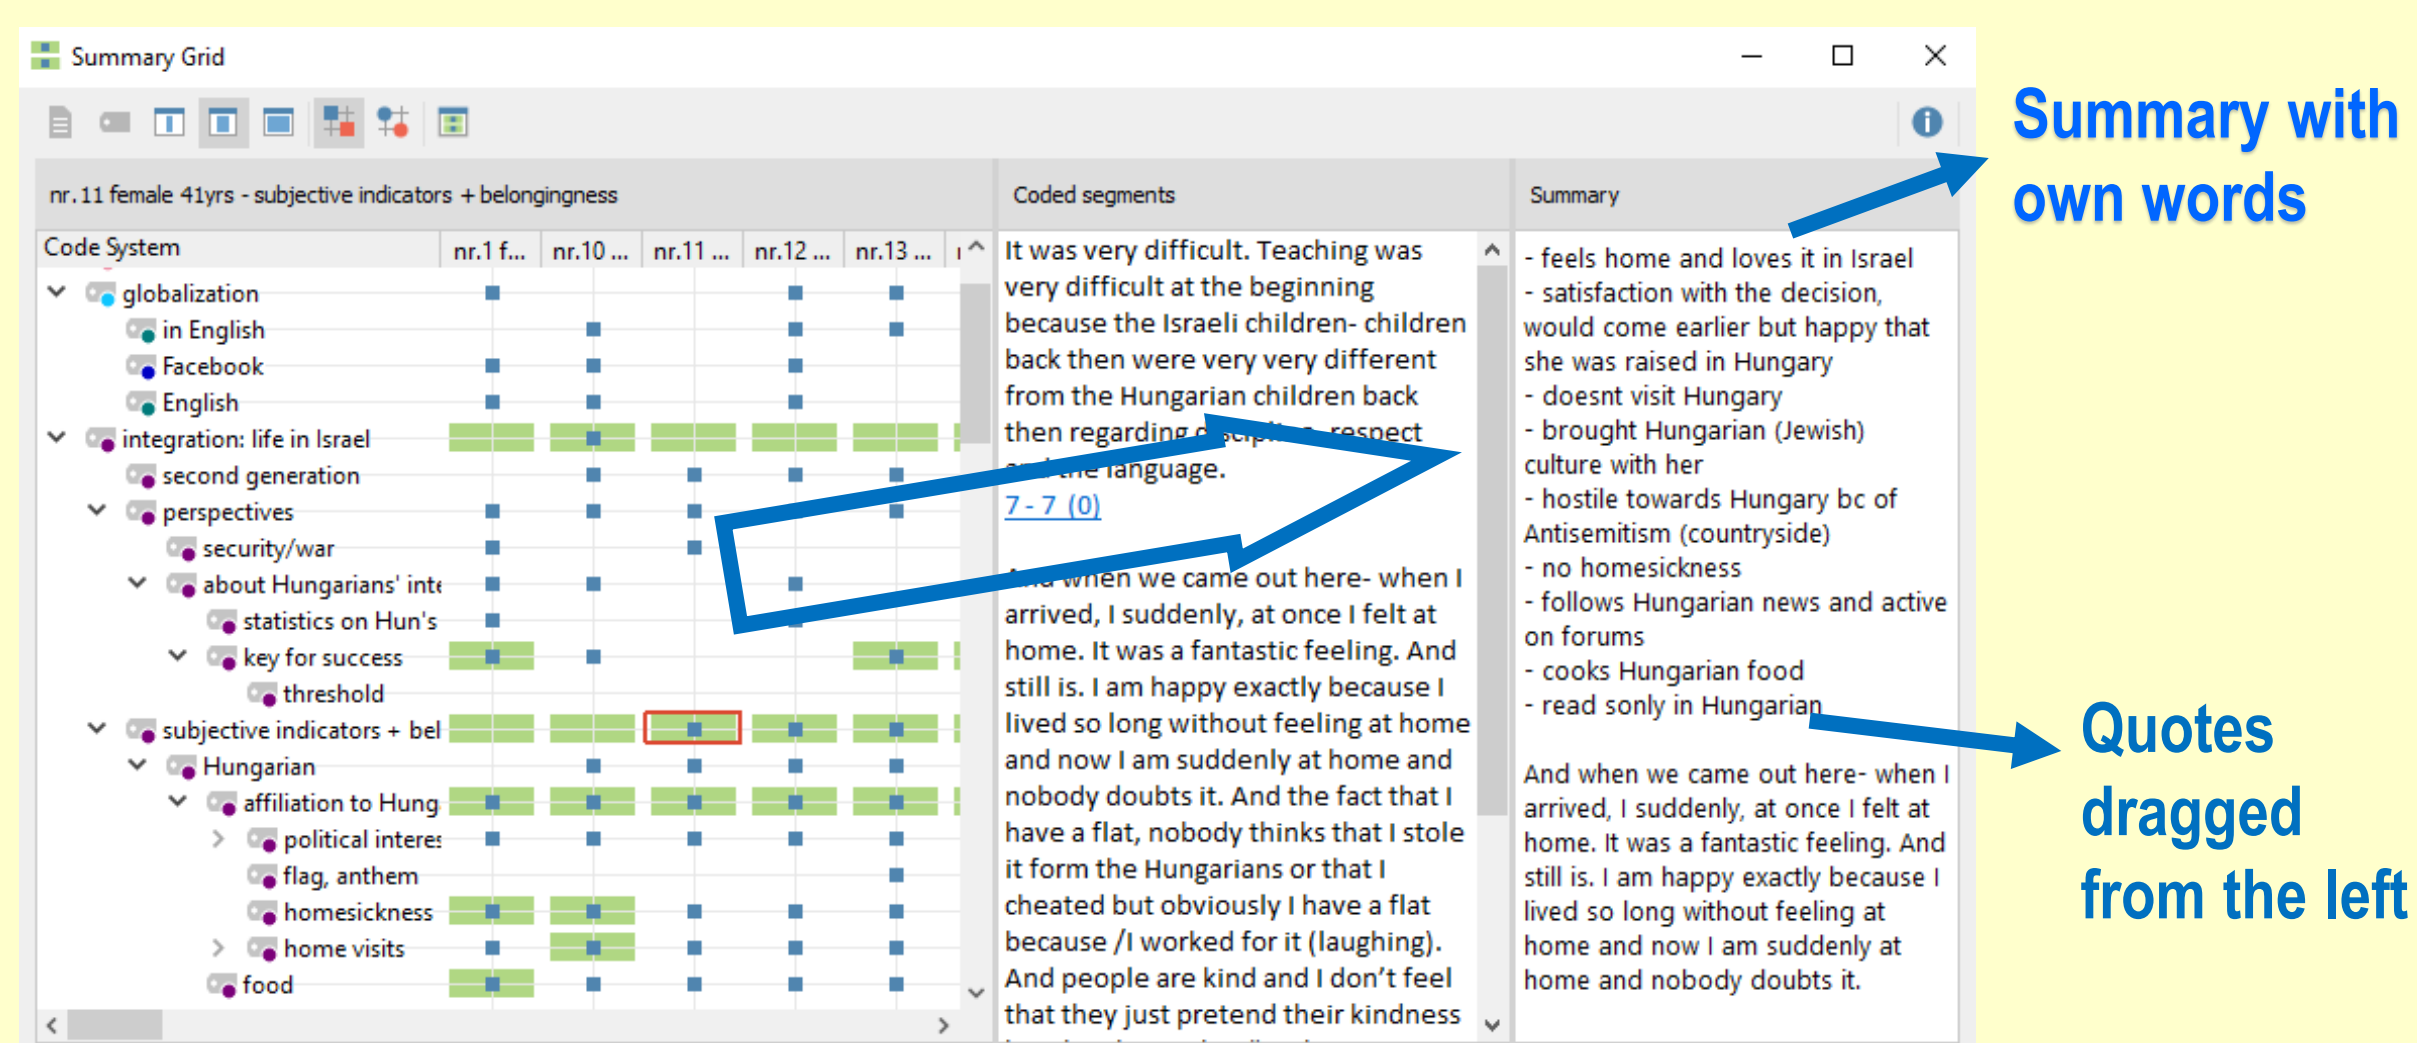 Summary Grid
nr.11 female 41yrs - subjective indicators + belongingness
Code System
nr.1 f... nr.10 ... nr.11 ... nr.12 ... nr.13 ...
globalization
in English
Facebook
English
integration: life in Israel
second generation
perspectives
security/war
about Hungarians' inte
statistics on Hun's
key for success
threshold
subjective indicators + bel
Hungarian
affiliation to Hung
political interes
flag, anthem
homesickness
home visits
food
Coded segments
It was very difficult. Teaching was
very difficult at the beginning
because the Israeli children- children
back then were very very different
from the Hungarian children back
then regarding discipline, respect
and the language.
7 - 7 (0)
And when we came out here- when I
arrived, I suddenly, at once I felt at
home. It was a fantastic feeling. And
still is. I am happy exactly because I
lived so long without feeling at home
and now I am suddenly at home and
nobody doubts it. And the fact that I
have a flat, nobody thinks that I stole
it form the Hungarians or that I
cheated but obviously I have a flat
because /I worked for it (laughing).
And people are kind and I don't feel
that they just pretend their kindness
Summary
- feels home and loves it in Israel
- satisfaction with the decision,
would come earlier but happy that
she was raised in Hungary
- doesnt visit Hungary
- brought Hungarian (Jewish)
culture with her
- hostile towards Hungary bc of
Antisemitism (countryside)
- no homesickness
- follows Hungarian news and active
on forums
- cooks Hungarian food
- read sonly in Hungarian
And when we came out here- when I
arrived, I suddenly, at once I felt at
home. It was a fantastic feeling. And
still is. I am happy exactly because I
lived so long without feeling at
home and now I am suddenly at
home and nobody doubts it.
Summary with
own words
Quotes
dragged
from the left